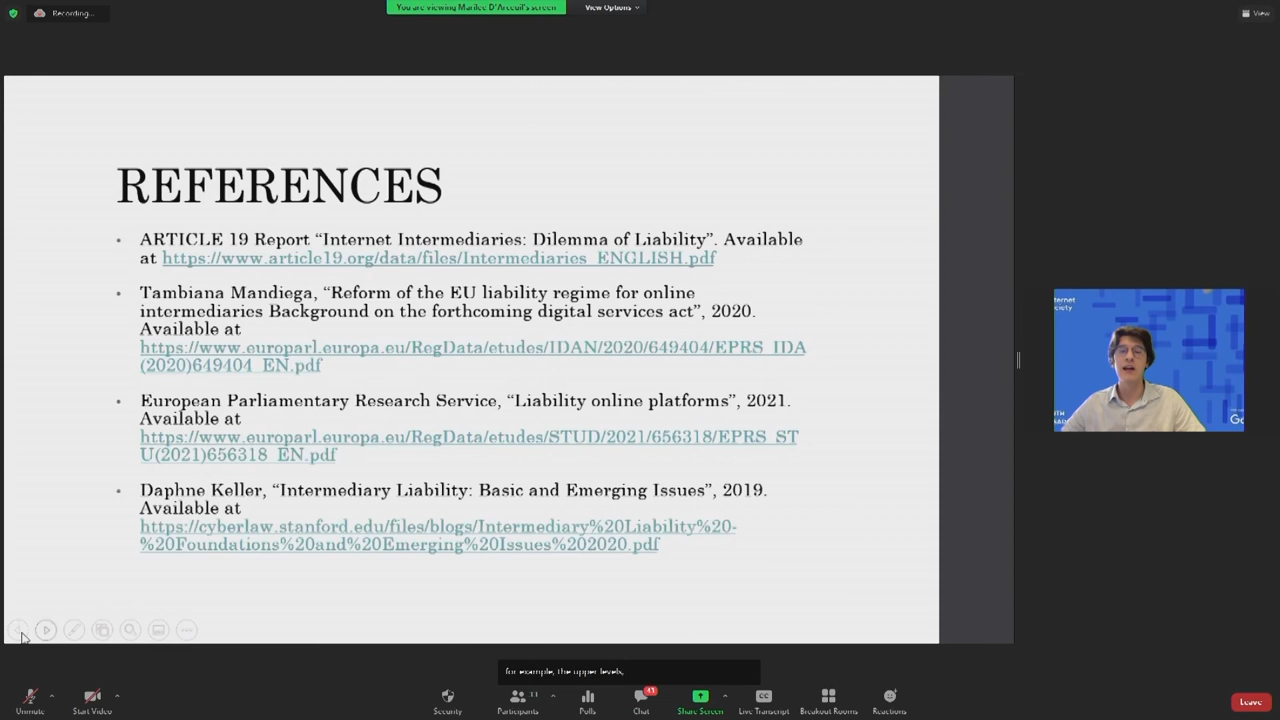 Recording...
You are viewing Marilee D'Arceuil's screen
View Options
View
REFERENCES
• ARTICLE 19 Report “Internet Intermediaries: Dilemma of Liability”. Available
at https://www.article19.org/data/files/Intermediaries_ENGLISH.pdf
• Tambiana Mandiega, “Reform of the EU liability regime for online
intermediaries Background on the forthcoming digital services act”, 2020.
Available at
https://www.europarl.europa.eu/RegData/etudes/IDAN/2020/649404/EPRS_IDA
(2020)649404_EN.pdf
• European Parliamentary Research Service, “Liability online platforms”, 2021.
Available at
https://www.europarl.europa.eu/RegData/etudes/STUD/2021/656318/EPRS_ST
U(2021)656318_EN.pdf
• Daphne Keller, “Intermediary Liability: Basic and Emerging Issues”, 2019.
Available at
https://cyberlaw.stanford.edu/files/blogs/Intermediary%20Liability%20-
%20Foundations%20and%20Emerging%20Issues%202020.pdf
ternet
ciety
for example, the upper levels,
Unmute
Start Video
Security
Participants
Polls
Chat
Share Screen
Live Transcript
Breakout Rooms
Reactions
Leave